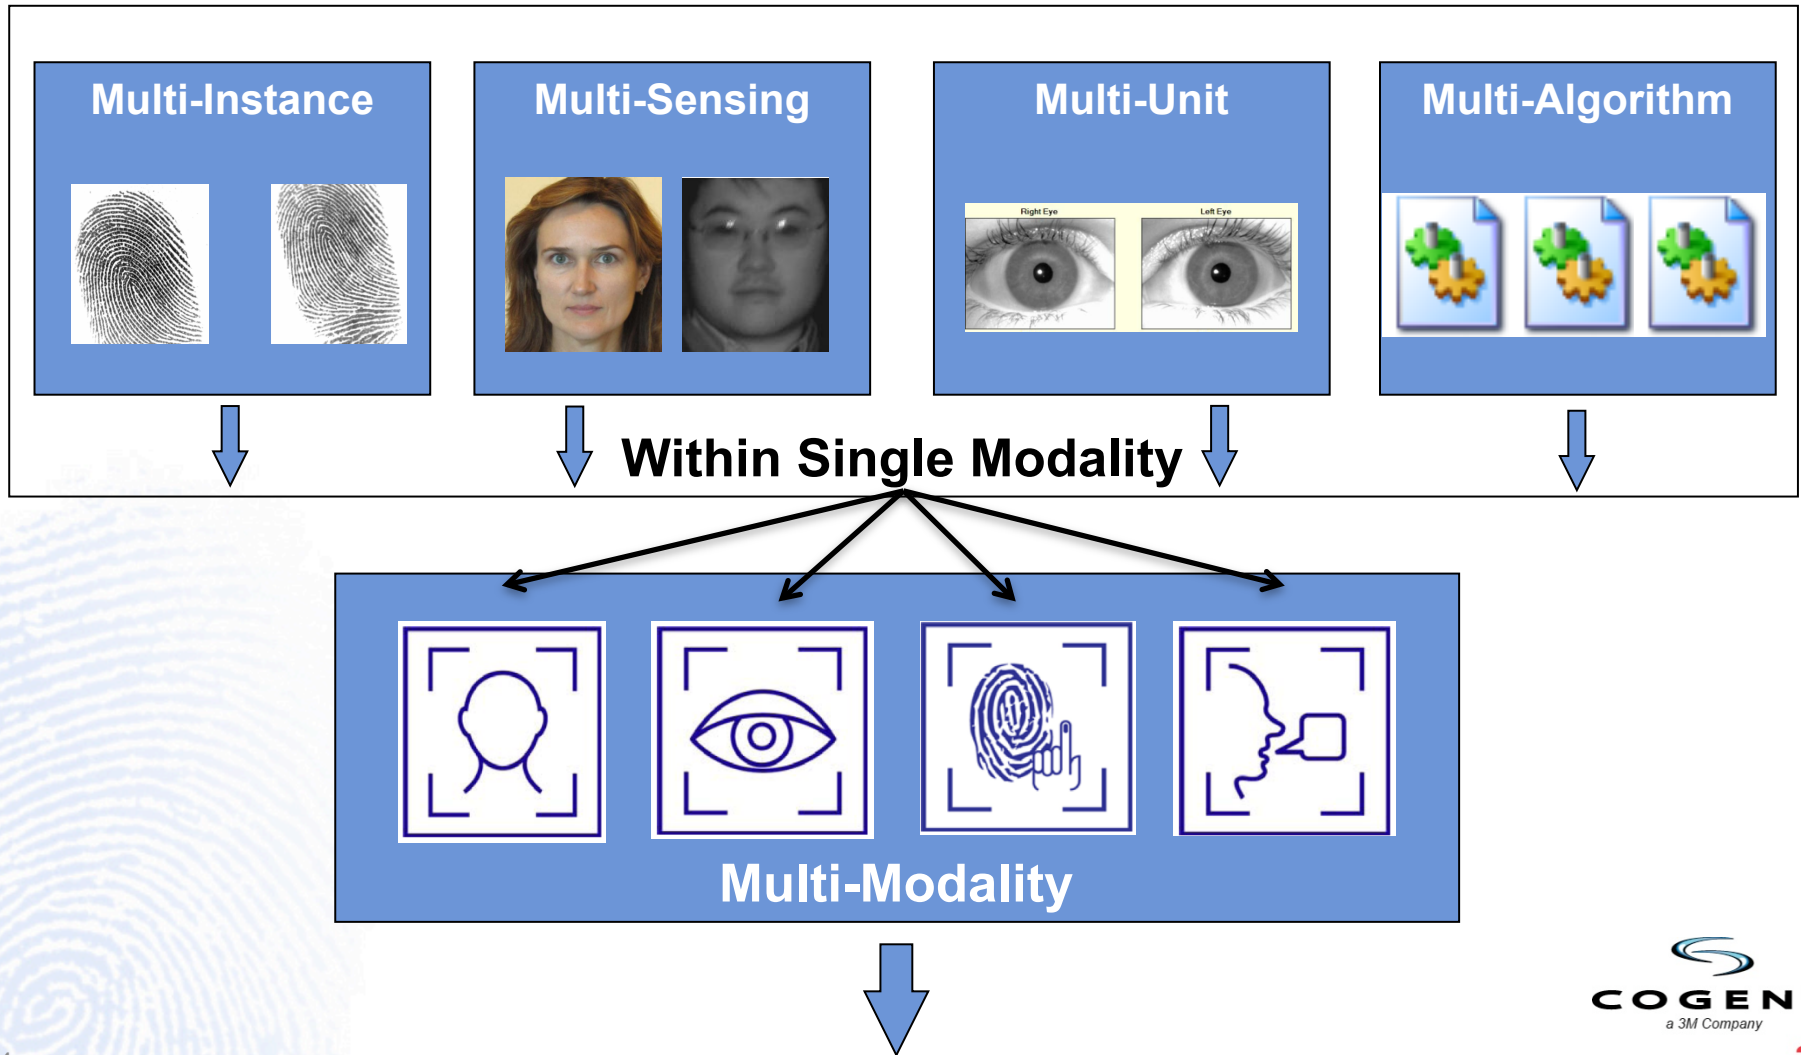 Multi-Instance
Multi-Sensing
Multi-Unit
Multi-Algorithm
Right Eye
Left Eye
Within Single Modality
Multi-Modality
COGEN
a 3M Company